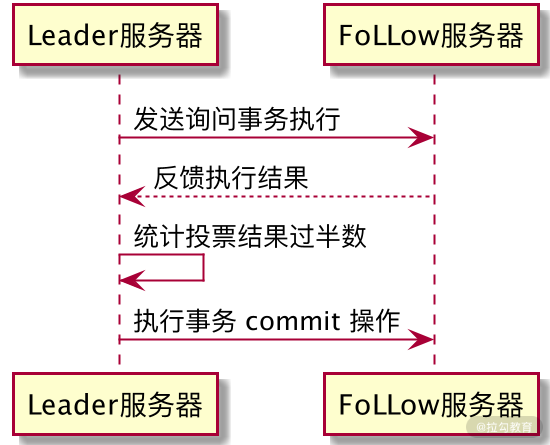 Leader服务器 FoLLow服务器
发送询问事务执行
反馈执行结果
统计投票结果过半数
执行事务 commit 操作
Leader服务器 FoLLow服务器
@拉勾教育